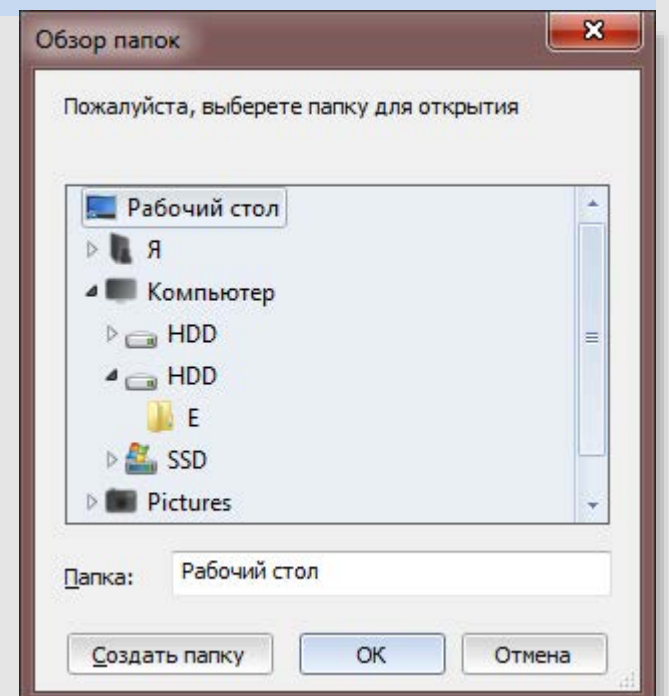 Обзор папок
Пожалуйста, выберете папку для открытия
Рабочий стол
Я
Компьютер
HDD
HDD
E
SSD
Pictures
Папка: Рабочий стол
Создать папку OK Отмена